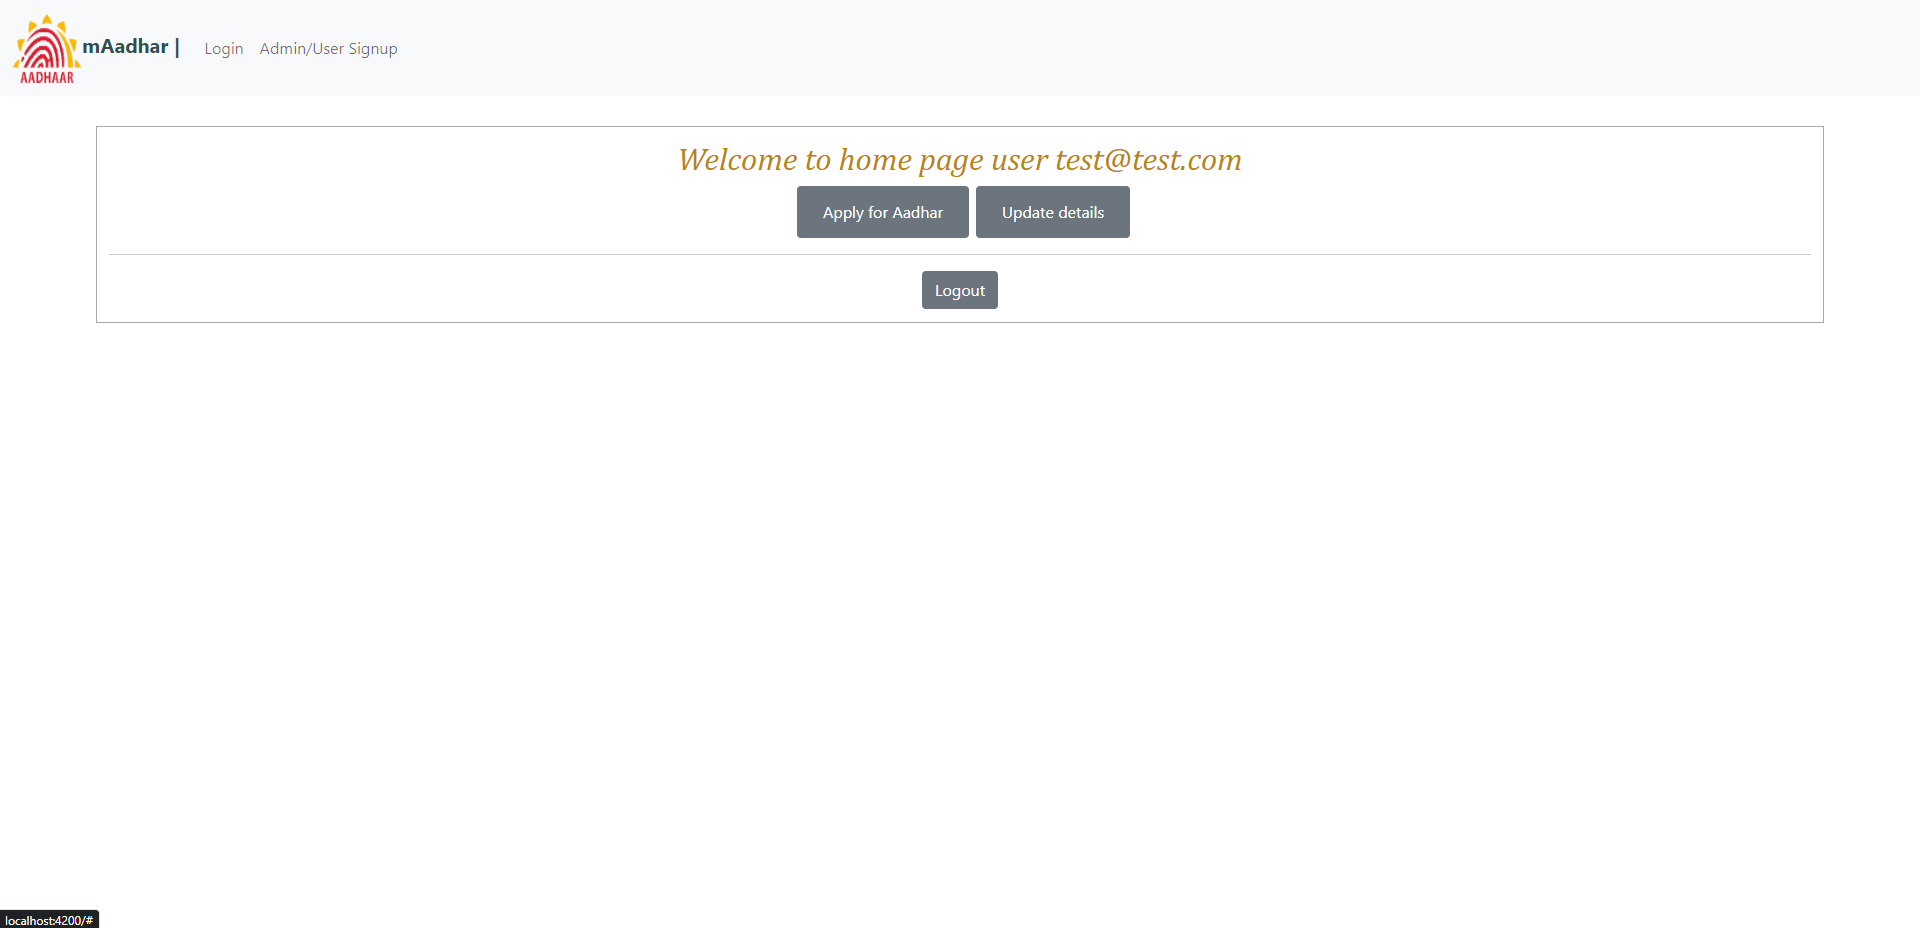 AADHAAR
mAadhar | Login Admin/User Signup
Welcome to home page user test@test.com
Apply for Aadhar Update details
Logout
localhost:4200/#